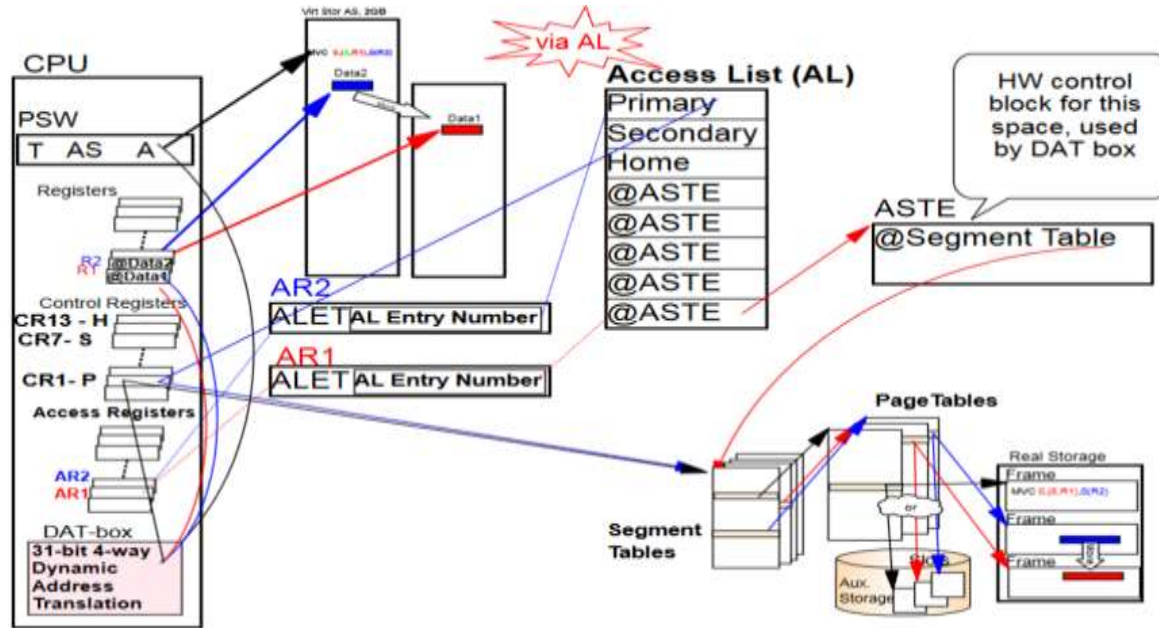 Virt Stor AS, 2GB
via AL
CPU
PSW
T AS A
Registers
R2
R1
@Data2
@Data1
Control Registers
CR13 - H
CR7- S
CR1- P
Access Registers
AR2
AR1
DAT-box
31-bit 4-way
Dynamic
Address
Translation
Data2
Data1
AR2
ALET AL Entry Number
AR1
ALET AL Entry Number
Access List (AL)
Primary
Secondary
Home
@ASTE
@ASTE
@ASTE
@ASTE
@ASTE
HW control
block for this
space, used
by DAT box
ASTE
@Segment Table
Segment
Tables
PageTables
or
Aux.
Storage
Real Storage
Frame
Frame
Frame